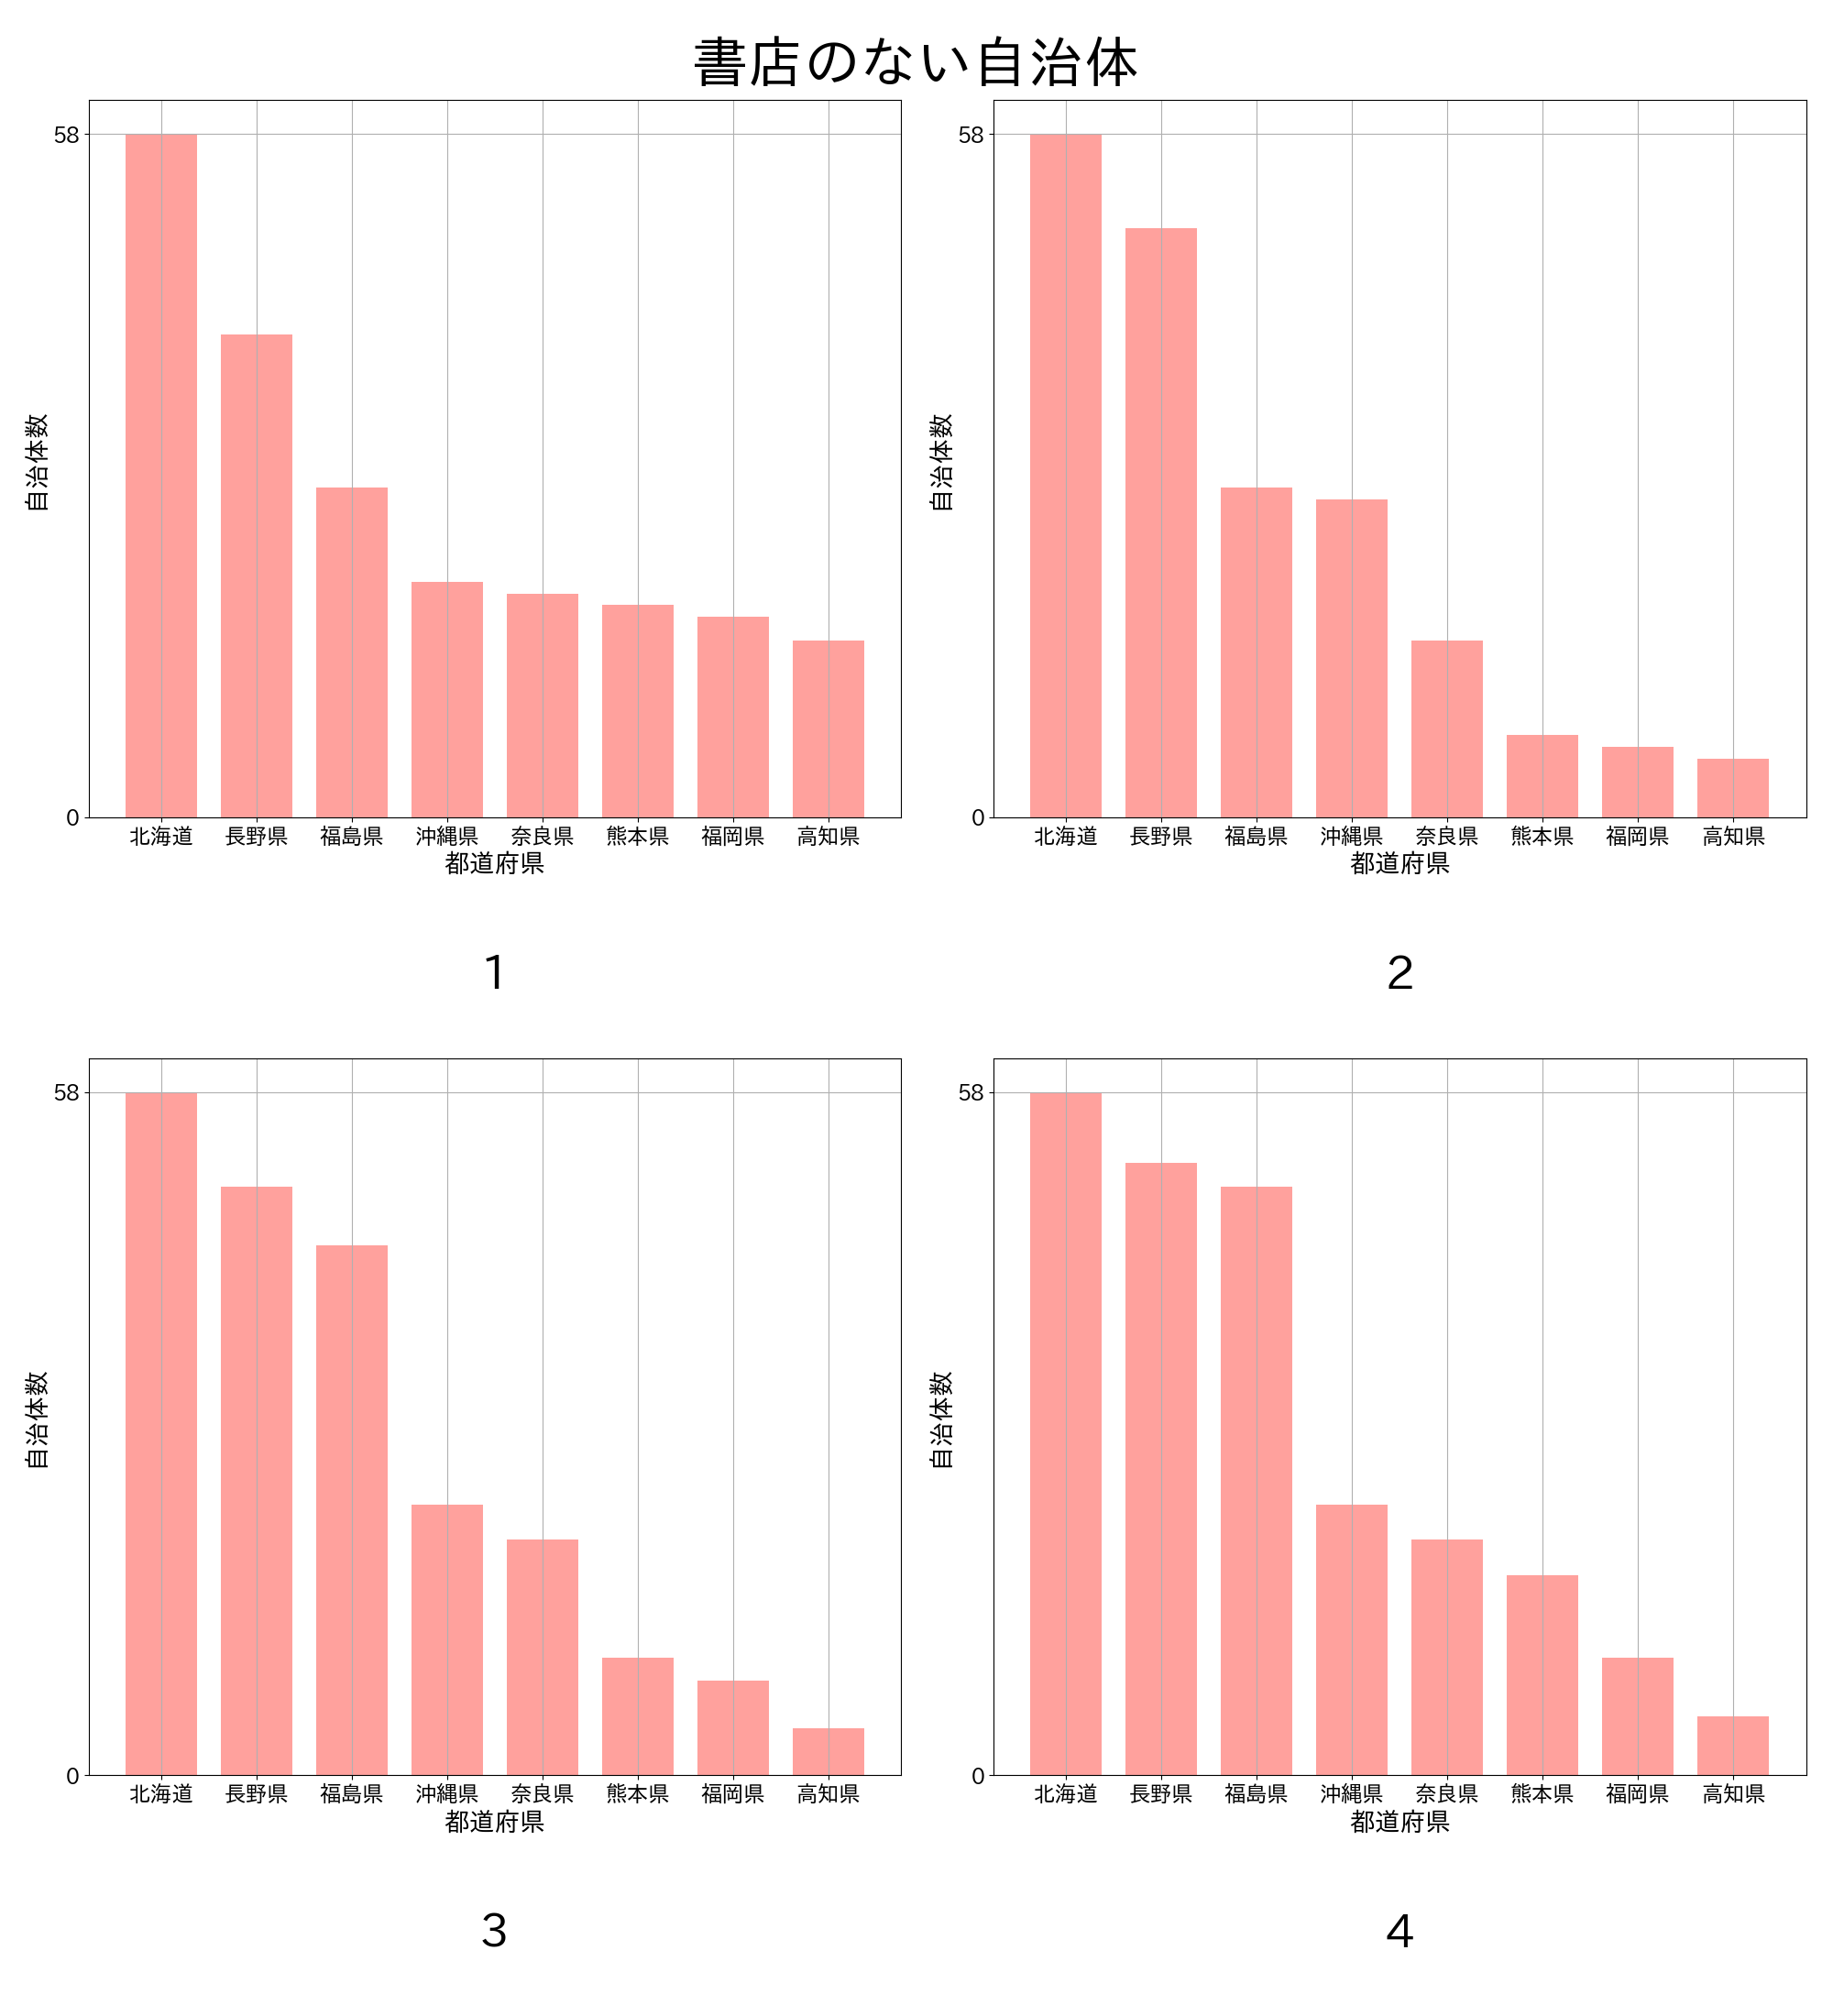 書店のない自治体
58
0
自治体数
北海道 長野県 福島県 沖縄県 奈良県 熊本県 福岡県 高知県
都道府県
1
58
0
自治体数
北海道 長野県 福島県 沖縄県 奈良県 熊本県 福岡県 高知県
都道府県
2
58
0
自治体数
北海道 長野県 福島県 沖縄県 奈良県 熊本県 福岡県 高知県
都道府県
3
58
0
自治体数
北海道 長野県 福島県 沖縄県 奈良県 熊本県 福岡県 高知県
都道府県
4